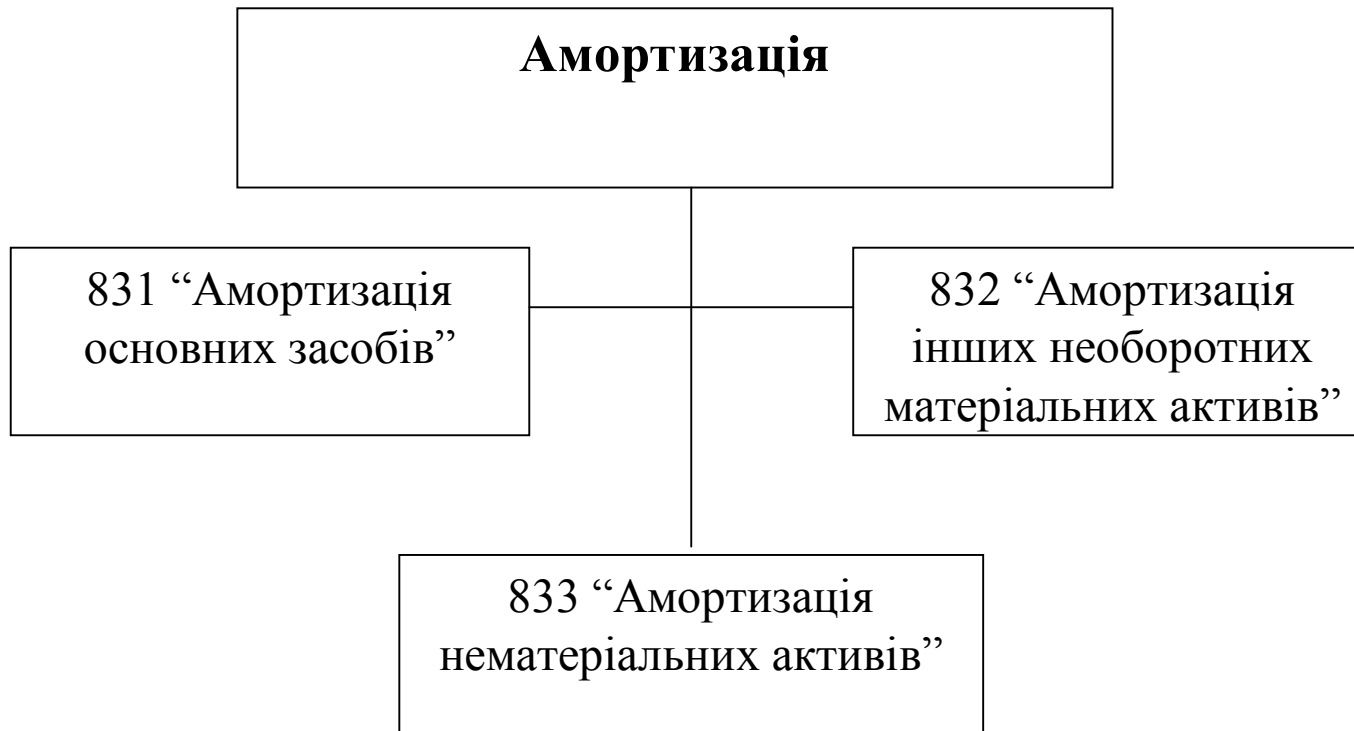 Амортизація
831 “Амортизація
основних засобів”
832 “Амортизація
інших необоротних
матеріальних активів”
833 “Амортизація
нематеріальних активів”